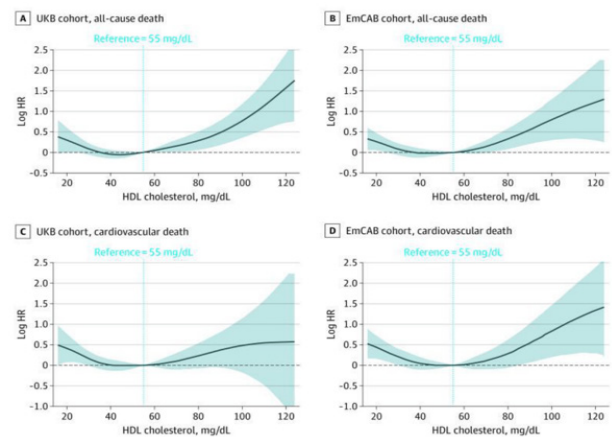 A UKB cohort, all-cause death
Reference = 55 mg/dL
2.5
2.0
1.5
1.0
0.5
0
-0.5
Log HR
20 40 60 80 100 120
HDL cholesterol, mg/dL
B EmCAB cohort, all-cause death
Reference = 55 mg/dL
2.5
2.0
1.5
1.0
0.5
0
-0.5
Log HR
20 40 60 80 100 120
HDL cholesterol, mg/dL
C UKB cohort, cardiovascular death
Reference = 55 mg/dL
2.5
2.0
1.5
1.0
0.5
0
-0.5
-1.0
Log HR
20 40 60 80 100 120
HDL cholesterol, mg/dL
D EmCAB cohort, cardiovascular death
Reference = 55 mg/dL
2.5
2.0
1.5
1.0
0.5
0
0.5
-1.0
Log HR
20 40 60 80 100 120
HDL cholesterol, mg/dL